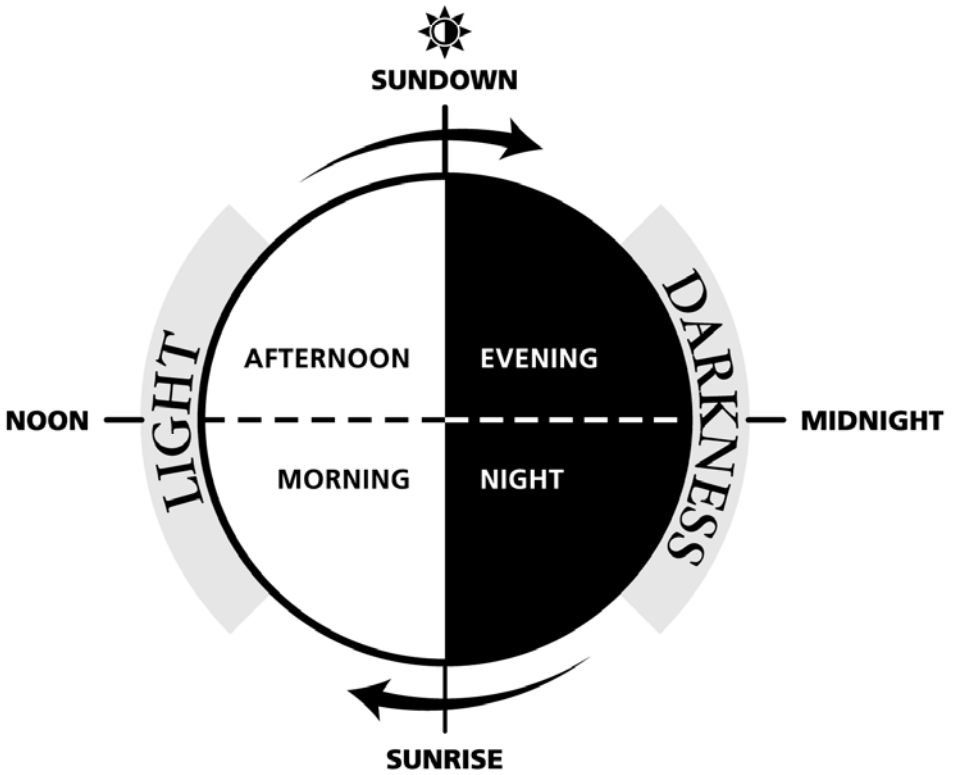 SUNDOWN
DARKNESS
AFTERNOON
EVENING
LIGHT
NOON
MIDNIGHT
MORNING
NIGHT
SUNRISE